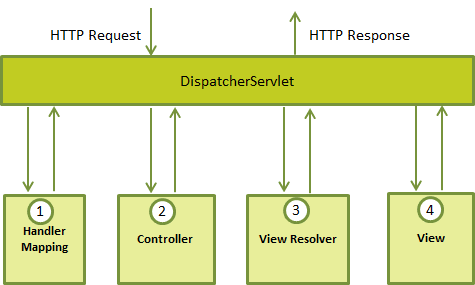 HTTP Request
HTTP Response
DispatcherServlet
1
Handler
Mapping
2
Controller
3
View Resolver
4
View